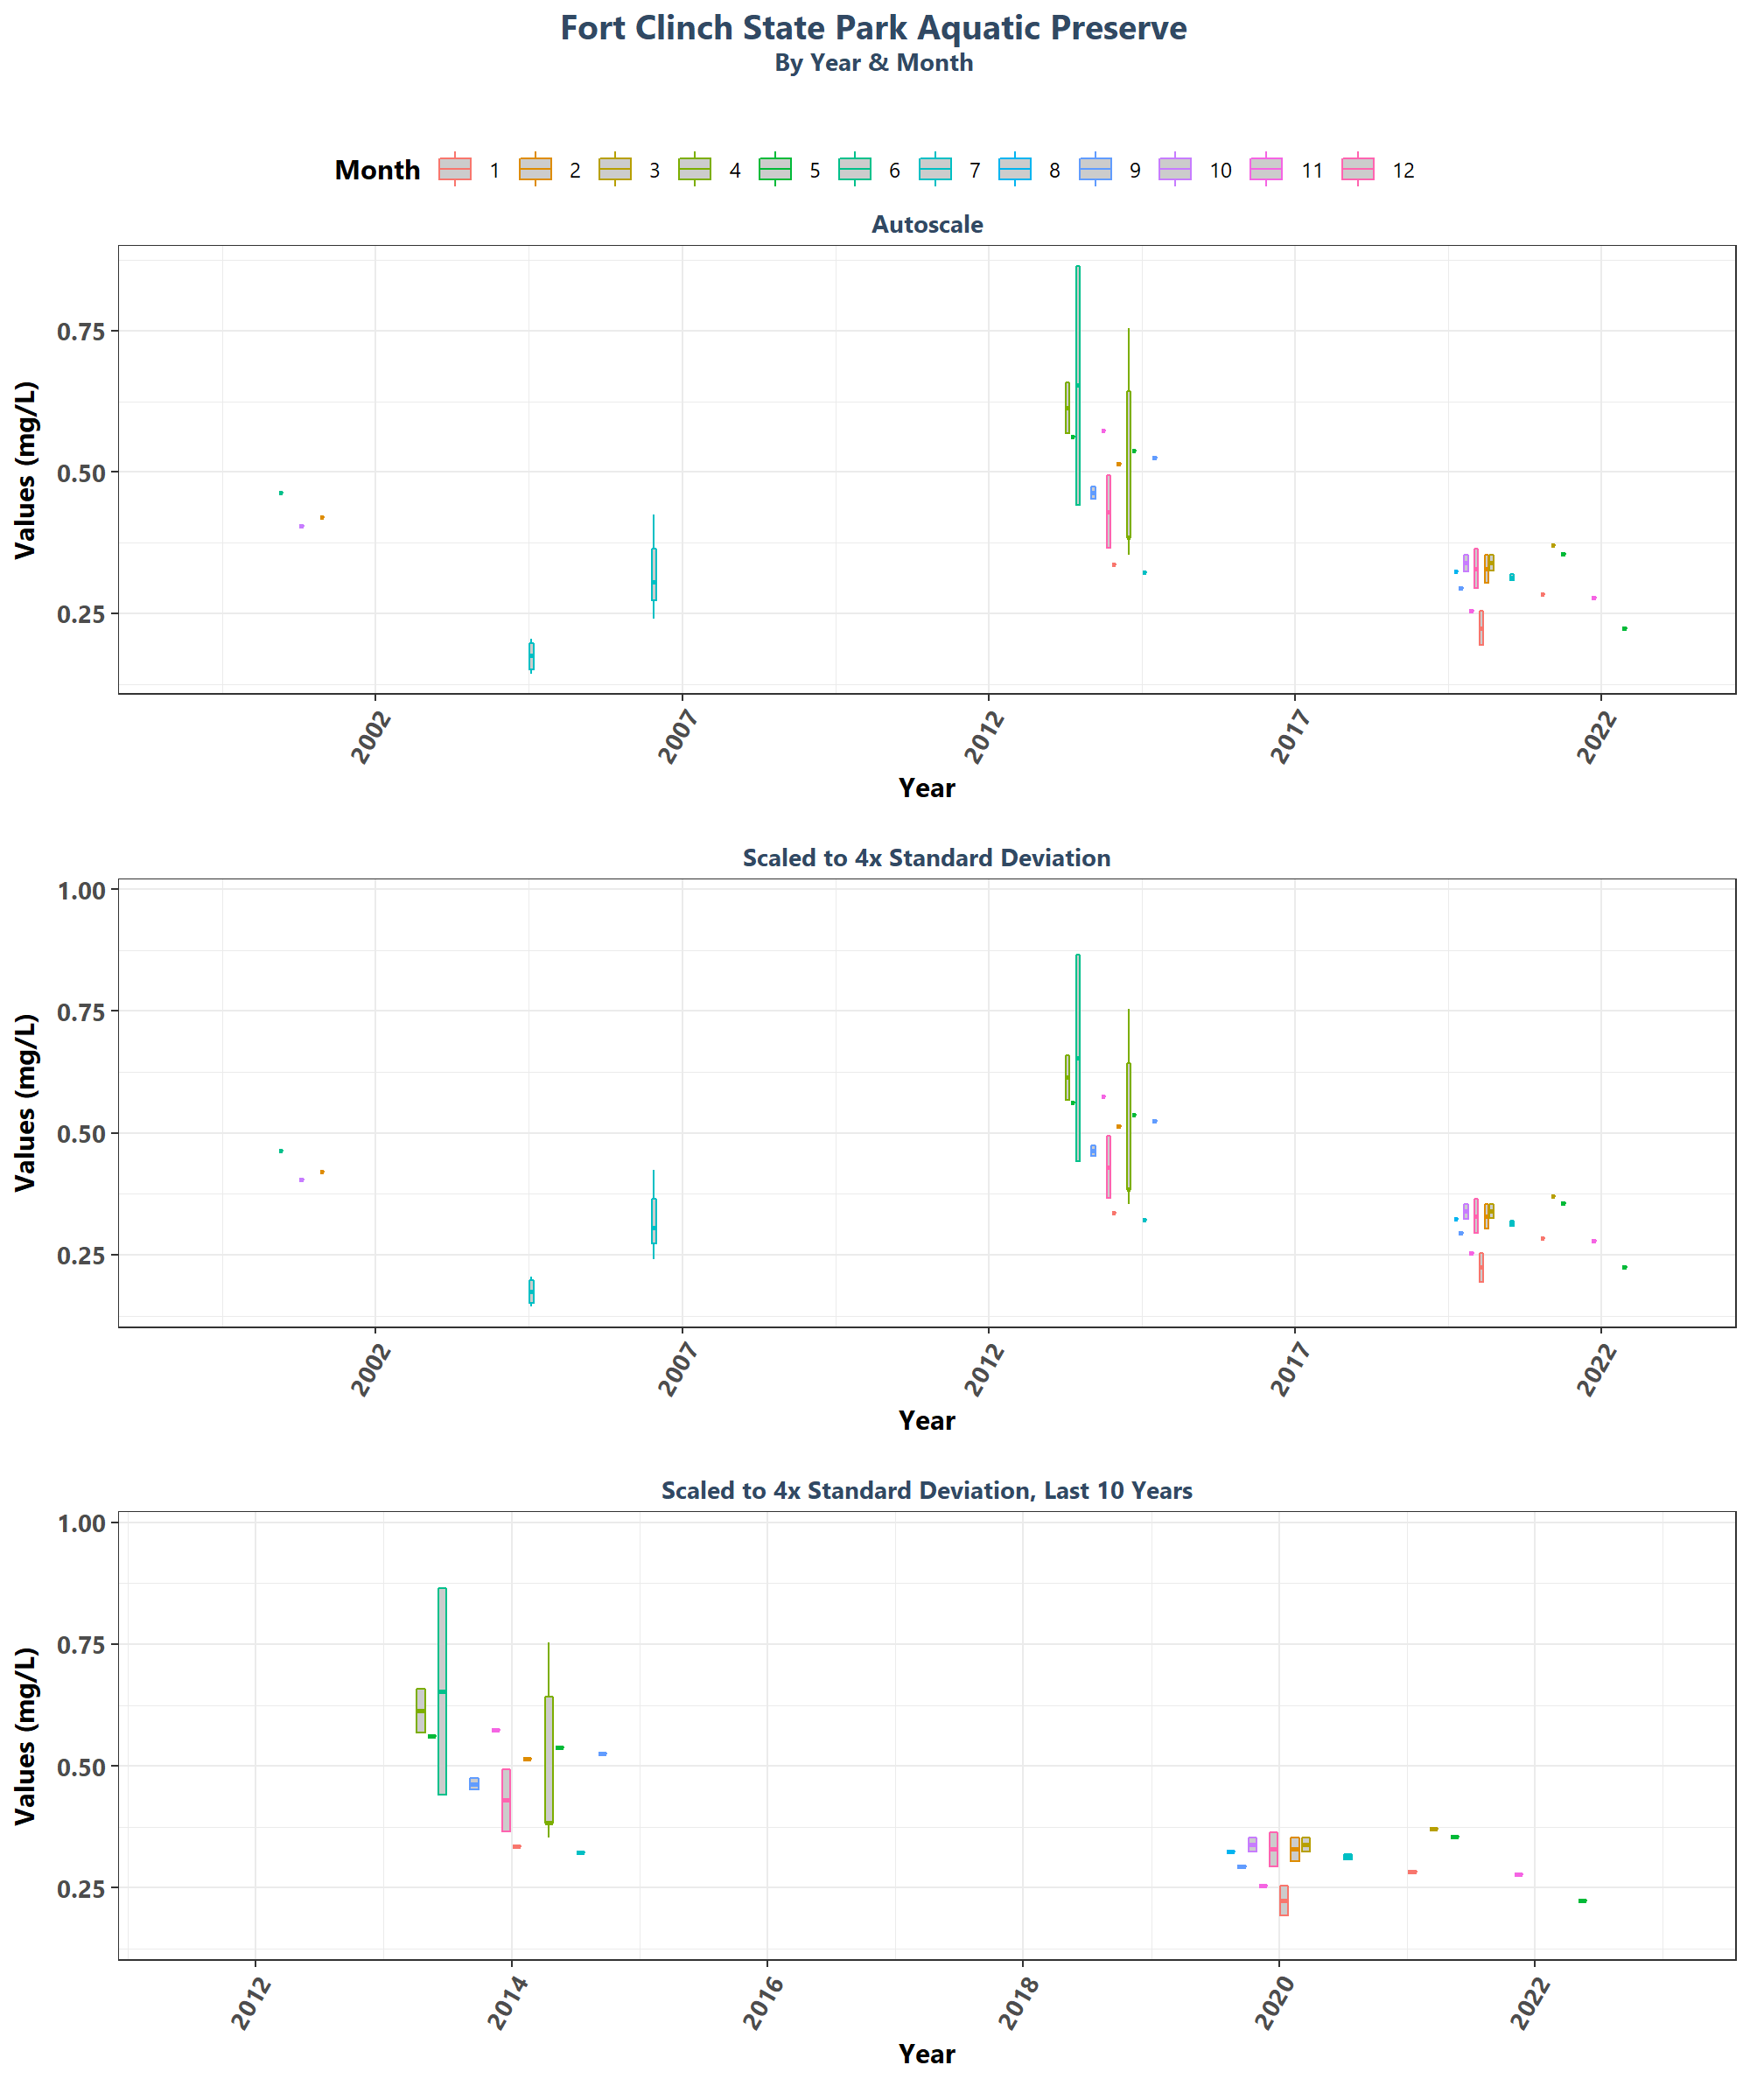 Fort Clinch State Park Aquatic Preserve
By Year & Month
Month 1 2 3 4 5 6 7 8 9 10 11 12
Autoscale
Values (mg/L)
0.75
0.50
0.25
2002 2007 2012 2017 2022
Year
Scaled to 4x Standard Deviation
Values (mg/L)
1.00
0.75
0.50
0.25
2002 2007 2012 2017 2022
Year
Scaled to 4x Standard Deviation, Last 10 Years
Values (mg/L)
1.00
0.75
0.50
0.25
2012 2014 2016 2018 2020 2022
Year